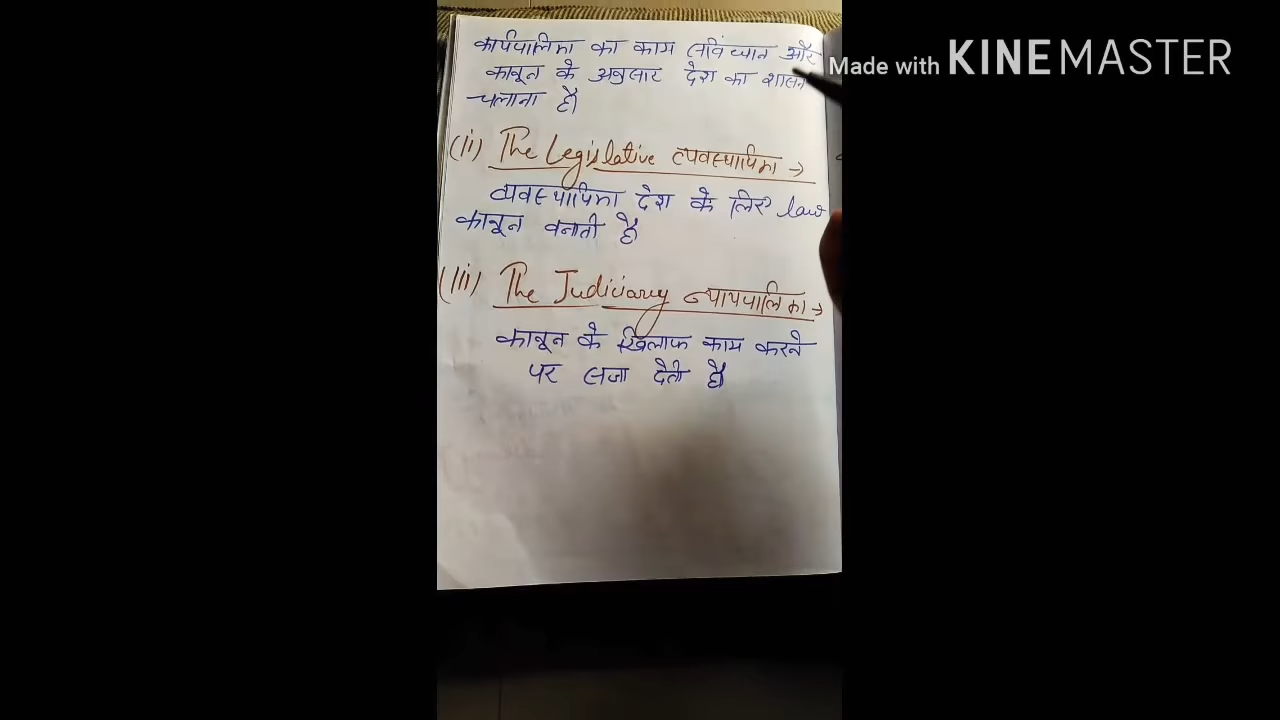 कार्यपालिका का काम संविधान और
कानून के अनुसार देश का शासन
चलाना है।
(ii) The Legislative व्यवस्थापिका →
व्यवस्थापिका देश के लिए law
कानून बनाती है
(iii) The Judiciary न्यायपालिका →
कानून के खिलाफ काम करने
पर सजा देती है
Made with KINEMASTER